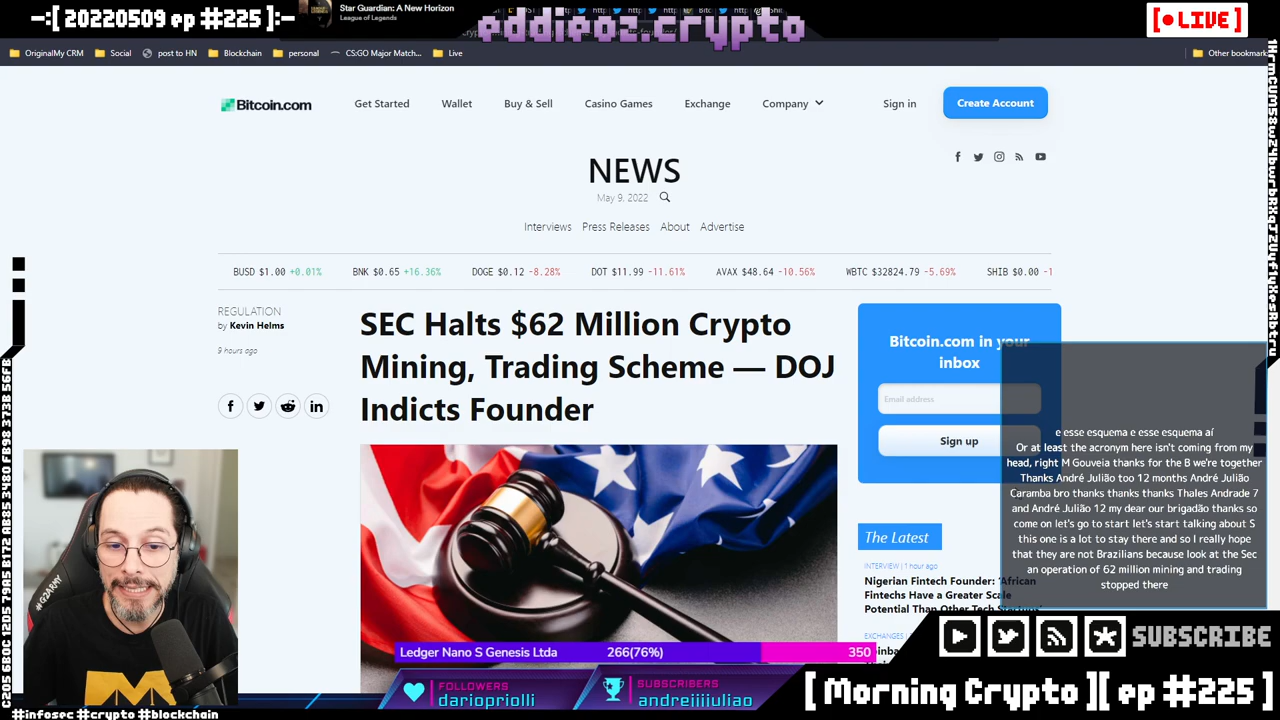 -:[ 20220509 ep #225 ]:-
Star Guardian: A New Horizon
League of Legends
eddieoz.crypto
[● LIVE ]
OriginalMy CRM
Social
post to HN
Blockchain
personal
CS:GO Major Match...
Live
Other bookmark
Bitcoin.com
Get Started
Wallet
Buy & Sell
Casino Games
Exchange
Company
Sign in
Create Account
NEWS
May 9, 2022
Interviews
Press Releases
About
Advertise
BUSD $1.00 +0.01%
BNK $0.65 +16.36%
DOGE $0.12 -8.28%
DOT $11.99 -11.61%
AVAX $48.64 -10.56%
WBTC $32824.79 -5.69%
SHIB $0.00 -1
REGULATION
by Kevin Helms
9 hours ago
SEC Halts $62 Million Crypto
Mining, Trading Scheme — DOJ
Indicts Founder
Bitcoin.com in your
inbox
Email address
Sign up
The Latest
INTERVIEW | 1 hour ago
Nigerian Fintech Founder: 'African
Fintechs Have a Greater Scale
Potential Than Other Tech Startups'
EXCHANGES
e esse esquema e esse esquema aí
Or at least the acronym here isn't coming from my
head, right M Gouveia thanks for the B we're together
Thanks André Julião too 12 months André Julião
Caramba bro thanks thanks thanks Thales Andrade 7
and André Julião 12 my dear our brigadão thanks so
come on let's go to start let's start talking about S
this one is a lot to stay there and so I really hope
that they are not Brazilians because look at the Sec
an operation of 62 million mining and trading
stopped there
#G2ARMY
Ledger Nano S Genesis Ltda
266(76%)
350
FOLLOWERS
dariopriolli
SUBSCRIBERS
andrejjjuliao
SUBSCRIBE
[ Morning Crypto ][ ep #225 ]
#infosec #crypto #blockchain